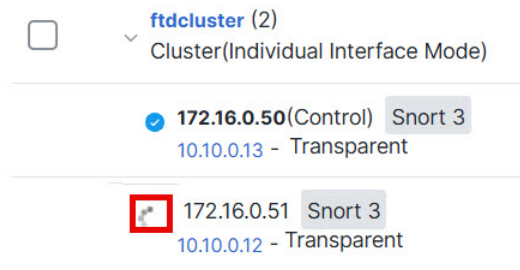 ftdcluster (2)
Cluster(Individual Interface Mode)
172.16.0.50(Control) Snort 3
10.10.0.13 - Transparent
172.16.0.51 Snort 3
10.10.0.12 - Transparent